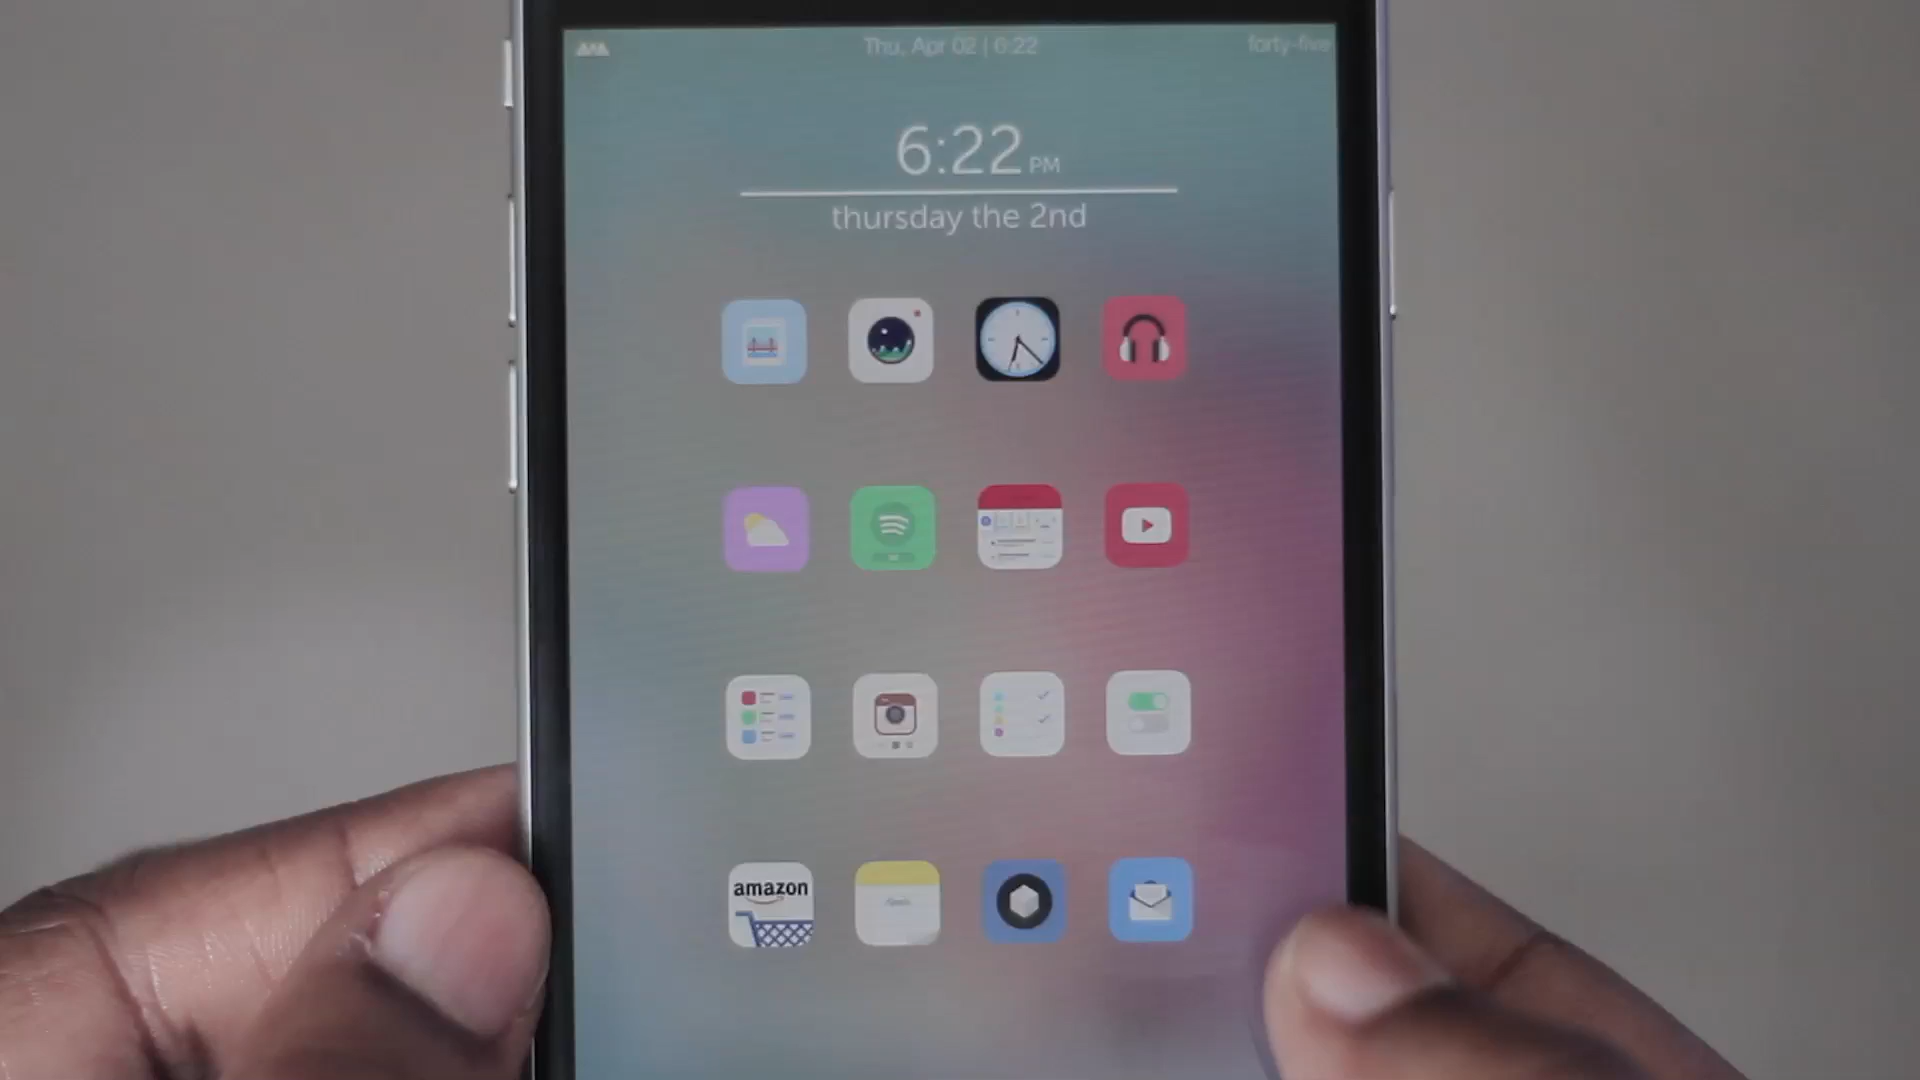 Thu, Apr 02 | 6:22
forty-five
6:22 PM
thursday the 2nd
amazon